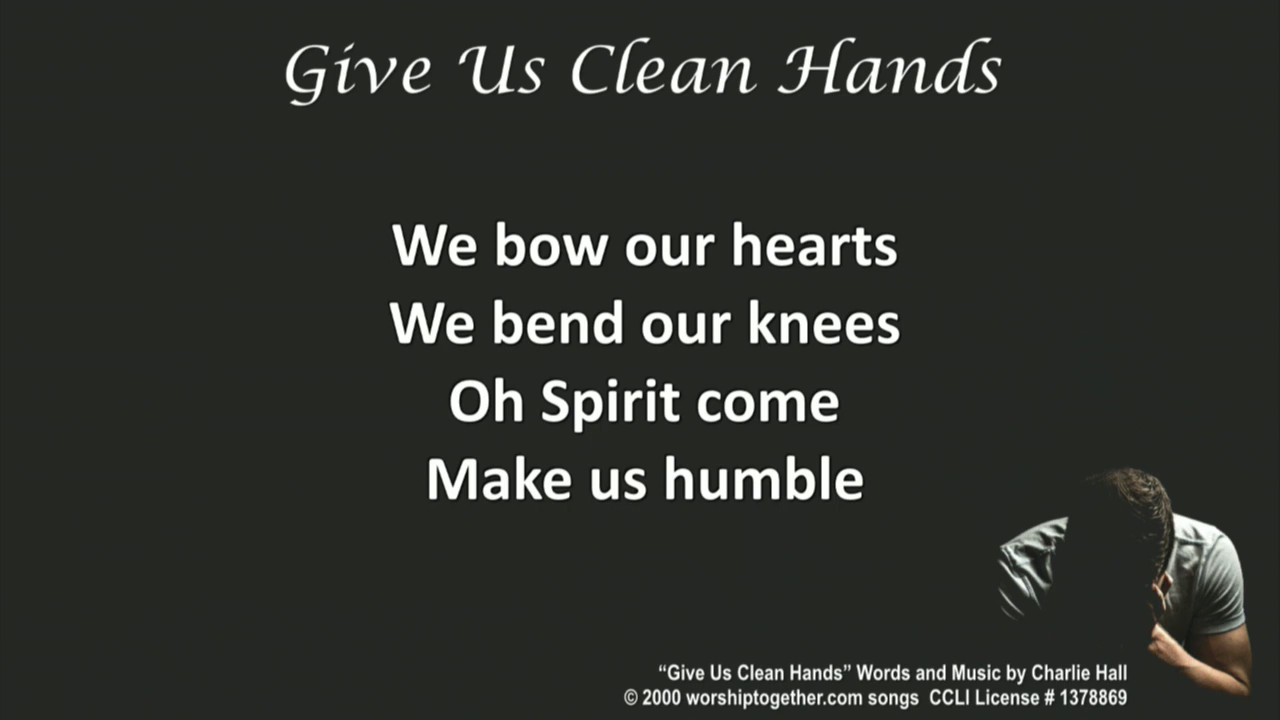 Give Us Clean Hands
We bow our hearts
We bend our knees
Oh Spirit come
Make us humble
“Give Us Clean Hands” Words and Music by Charlie Hall
© 2000 worshiptogether.com songs  CCLI License # 1378869